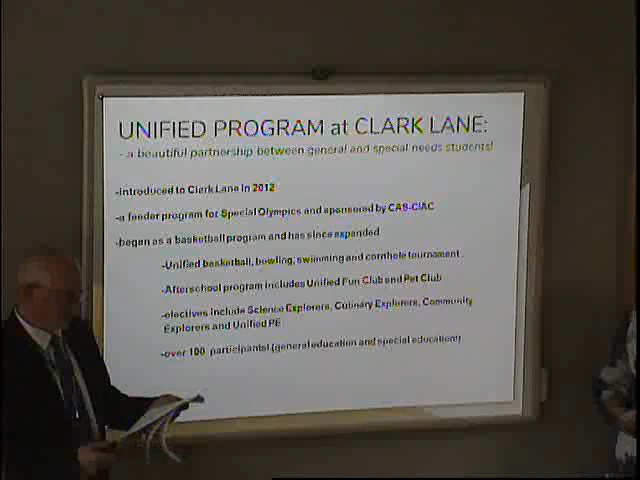 UNIFIED PROGRAM at CLARK LANE:
- a beautiful partnership between general and special needs students!
-introduced to Clark Lane in 2012
-a feeder program for Special Olympics and sponsored by CAS-CIAC
-began as a basketball program and has since expanded
-Unified basketball, bowling, swimming and cornhole tournament
-Afterschool program includes Unified Fun Club and Pet Club
-electives include Science Explorers, Culinary Explorers, Community
Explorers and Unified PE
-over 100 participants! (general education and special education)